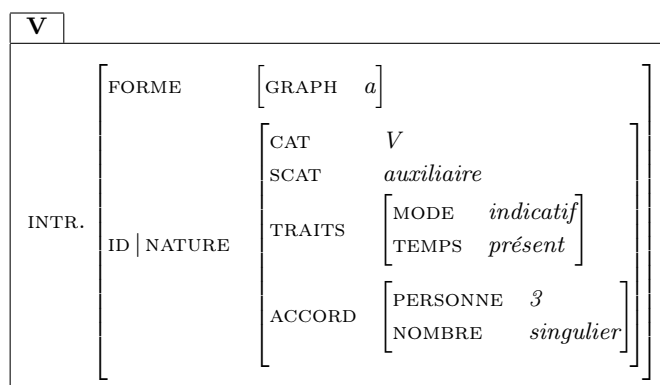 V
FORME [GRAPH a]
CAT V
SCAT auxiliaire
MODE indicatif
INTR. TRAITS
TEMPS présent
ID | NATURE
PERSONNE 3
ACCORD
NOMBRE singulier